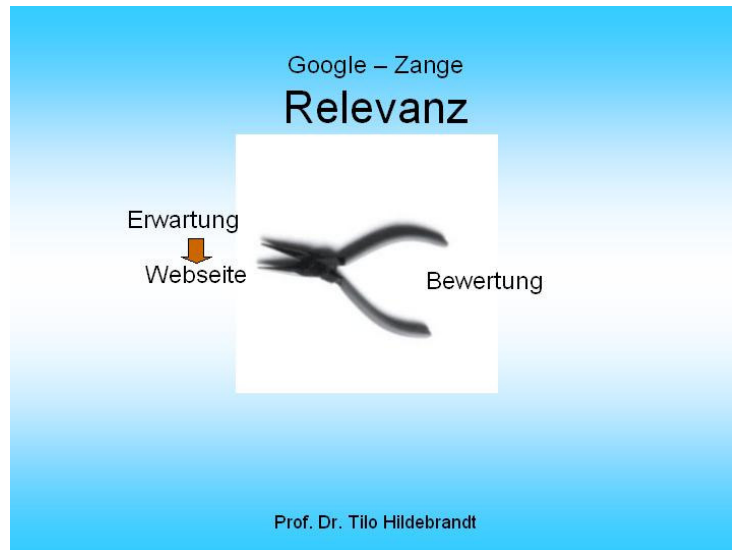 Google – Zange
Relevanz
Erwartung
Webseite
Bewertung
Prof. Dr. Tilo Hildebrandt